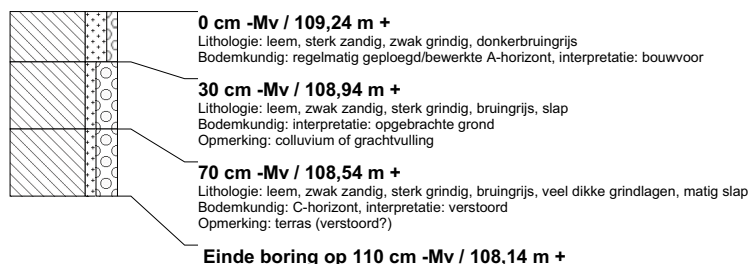 0 cm -Mv / 109,24 m +
Lithologie: leem, sterk zandig, zwak grindig, donkerbruingrijs
Bodemkundig: regelmatig geploegd/bewerkte A-horizont, interpretatie: bouwvoor
30 cm -Mv / 108,94 m +
Lithologie: leem, zwak zandig, sterk grindig, bruingrijs, slap
Bodemkundig: interpretatie: opgebrachte grond
Opmerking: colluvium of grachtvulling
70 cm -Mv / 108,54 m +
Lithologie: leem, zwak zandig, sterk grindig, bruingrijs, veel dikke grindlagen, matig slap
Bodemkundig: C-horizont, interpretatie: verstoord
Opmerking: terras (verstoord?)
Einde boring op 110 cm -Mv / 108,14 m +